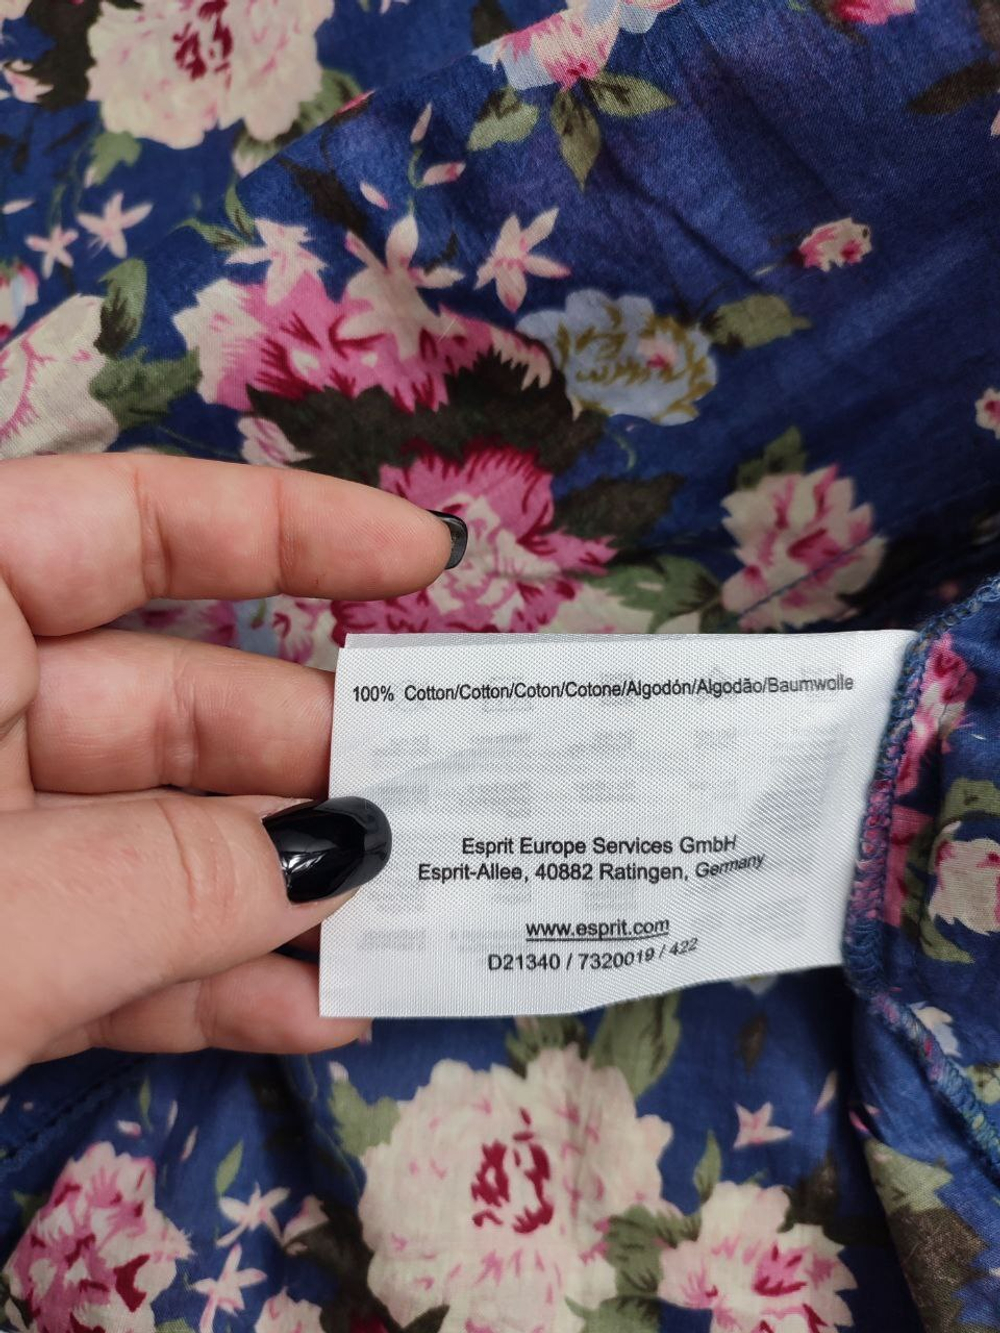 100% Cotton/Cotton/Coton/Cotone/Algodón/Algodão/Baumwolle
Esprit Europe Services GmbH
Esprit-Allee, 40882 Ratingen, Germany
www.esprit.com
D21340 / 7320019 / 422